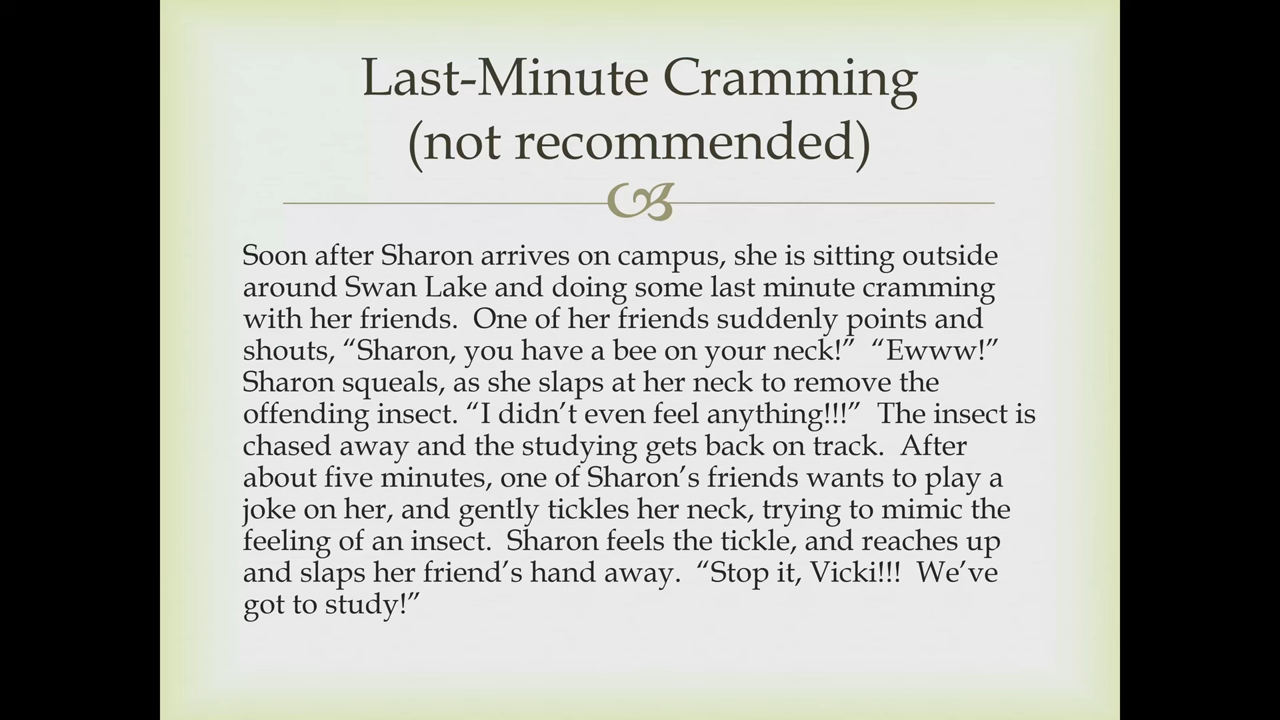 Last-Minute Cramming
(not recommended)
Soon after Sharon arrives on campus, she is sitting outside
around Swan Lake and doing some last minute cramming
with her friends.  One of her friends suddenly points and
shouts, “Sharon, you have a bee on your neck!”  “Ewww!”
Sharon squeals, as she slaps at her neck to remove the
offending insect. “I didn’t even feel anything!!!”  The insect is
chased away and the studying gets back on track.  After
about five minutes, one of Sharon’s friends wants to play a
joke on her, and gently tickles her neck, trying to mimic the
feeling of an insect.  Sharon feels the tickle, and reaches up
and slaps her friend’s hand away.  “Stop it, Vicki!!!  We’ve
got to study!”